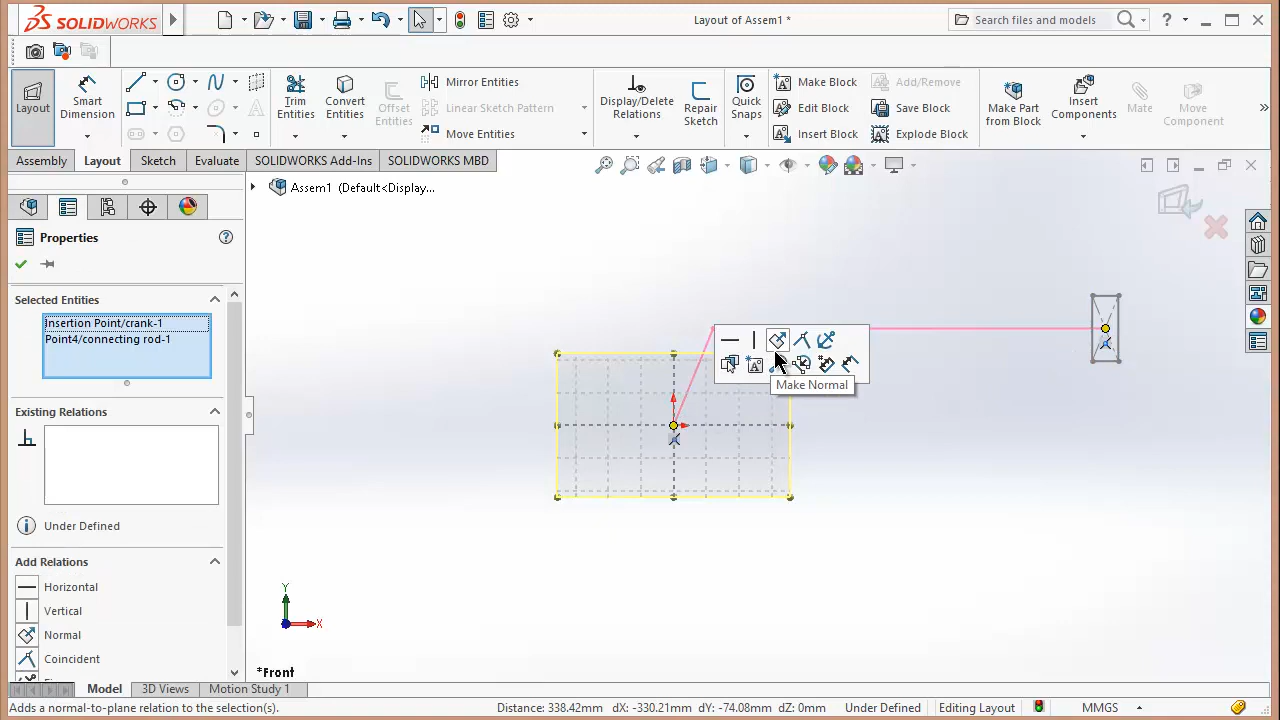 SOLIDWORKS
Layout of Assem1 *
Search files and models
?
Layout
Smart Dimension
Trim Entities
Convert Entities
Offset Entities
Mirror Entities
Linear Sketch Pattern
Move Entities
Display/Delete Relations
Repair Sketch
Quick Snaps
Make Block
Edit Block
Insert Block
Add/Remove
Save Block
Explode Block
Make Part from Block
Insert Components
Mate
Move Component
Assembly
Layout
Sketch
Evaluate
SOLIDWORKS Add-Ins
SOLIDWORKS MBD
Assem1 (Default<Display...
Properties
?
Selected Entities
Insertion Point/crank-1
Point4/connecting rod-1
Existing Relations
Under Defined
Add Relations
Horizontal
Vertical
Normal
Coincident
Make Normal
Y
X
*Front
Model
3D Views
Motion Study 1
Adds a normal-to-plane relation to the selection(s).
Distance: 338.42mm dX: -330.21mm dY: -74.08mm dZ: 0mm
Under Defined
Editing Layout
MMGS